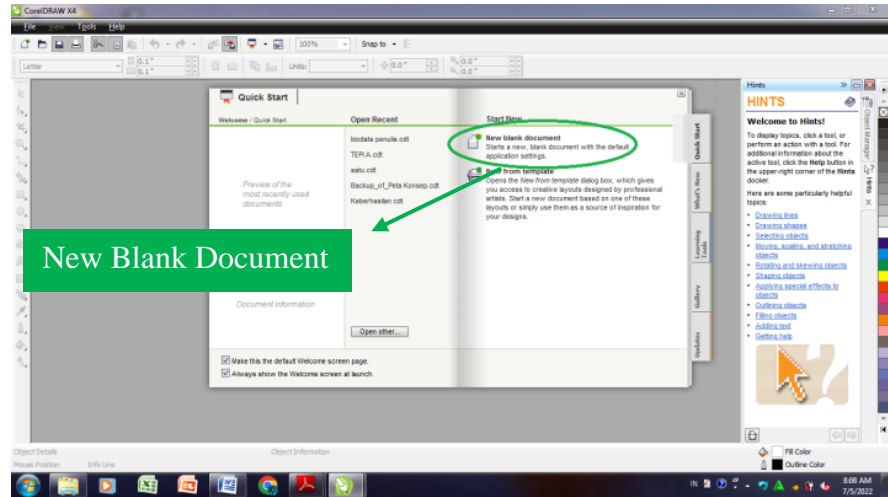 CorelDRAW X4
File View Tools Help
100%
Snap to
Letter
0.1 "
0.1 "
Units:
0.0 "
0.0 "
0.0 "
Quick Start
Welcome / Quick Start
Open Recent
Start New
biodata penulis.cdt
TEPI A.cdt
satu.cdt
Backup_of_Peta Konsep.cdt
Keberhasilan.cdt
Preview of the
most recently used
documents
New blank document
Starts a new, blank document with the default
application settings.
New from template
Opens the New from template dialog box, which gives
you access to creative layouts designed by professional
artists. Start a new document based on one of these
layouts or simply use them as a source of inspiration for
your designs.
New Blank Document
Document information
Open other...
Make this the default Welcome screen page.
Always show the Welcome screen at launch.
Quick Start
What's New
Learning
Tools
Gallery
Updates
Hints
HINTS
Welcome to Hints!
To display topics, click a tool, or
perform an action with a tool. For
additional information about the
active tool, click the Help button in
the upper-right corner of the Hints
docker.
Here are some particularly helpful
topics:
Drawing lines
Drawing shapes
Selecting objects
Moving, scaling, and stretching
objects
Rotating and skewing objects
Shaping objects
Applying special effects to
objects
Outlining objects
Filling objects
Adding text
Getting help
Object Manager
Hints
Object Details
Object Information
Fill Color
Mouse Position
Info Line
Outline Color
IN
8:08 AM
7/5/2022